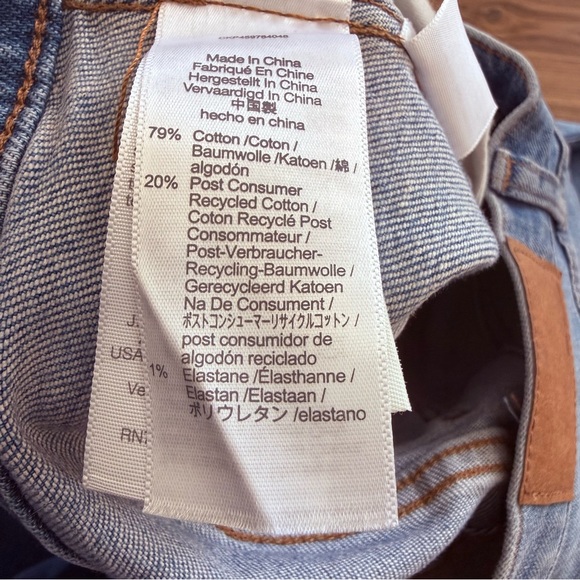 Made In China
Fabriqué En Chine
Hergestellt In China
Vervaardigd In China
中国製
hecho en china
79% Cotton /Coton /
Baumwolle /Katoen /綿 /
algodón
20% Post Consumer
Recycled Cotton /
Coton Recyclé Post
Consommateur /
Post-Verbraucher-
Recycling-Baumwolle /
Gerecycleerd Katoen
Na De Consument /
ポストコンシューマーリサイクルコットン /
post consumidor de
algodón reciclado
1% Elastane /Élasthanne /
Elastan /Elastaan /
ポリウレタン /elastano
USA
Ve
RN